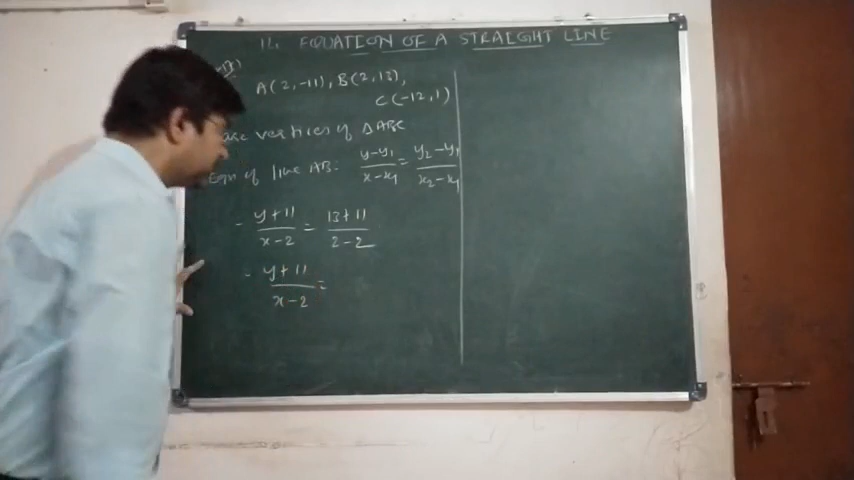 11. EQUATION OF A STRAIGHT LINE
A(2,-11), B(2,13),
C(-12,1)
are vertices of ΔABC
Eqn of line AB: y-y₁/x-x₁ = y₂-y₁/x₂-x₁
- y+11/x-2 = 13+11/2-2
- y+11/x-2 =